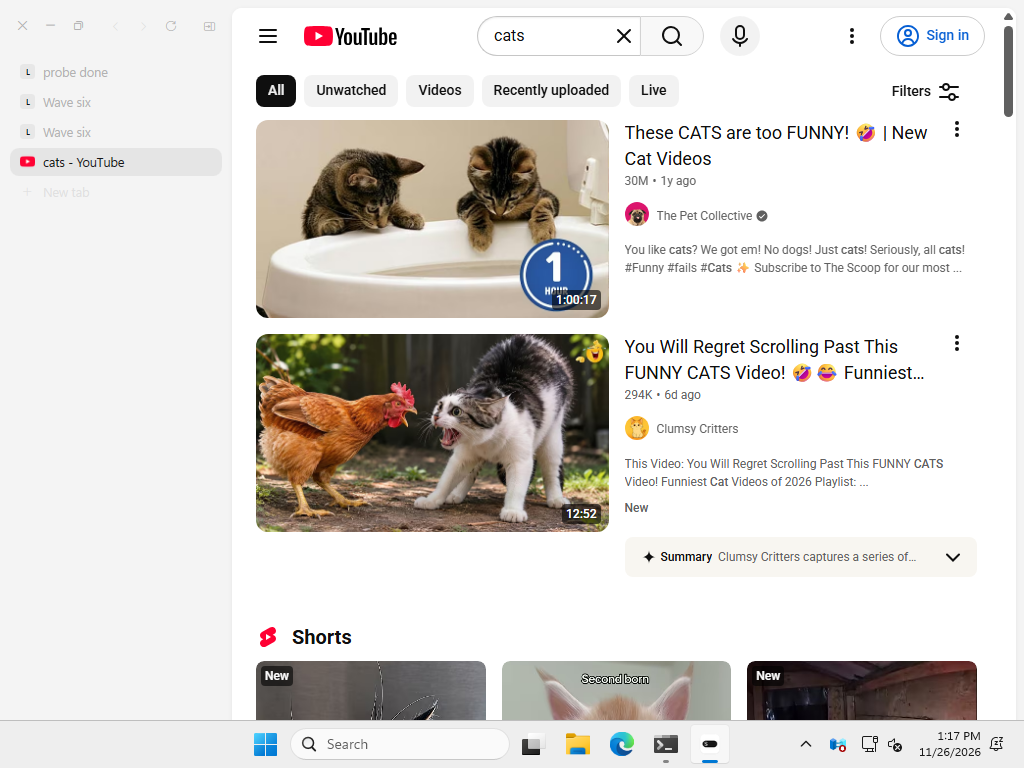 YouTube
cats
Sign in
L probe done
L Wave six
L Wave six
cats - YouTube
+ New tab
All
Unwatched
Videos
Recently uploaded
Live
Filters
These CATS are too FUNNY! 🤣 | New
Cat Videos
30M • 1y ago
The Pet Collective
You like cats? We got em! No dogs! Just cats! Seriously, all cats!
#Funny #fails #Cats ✨ Subscribe to The Scoop for our most ...
1
HOUR
1:00:17
You Will Regret Scrolling Past This
FUNNY CATS Video! 🤣 😂 Funniest...
294K • 6d ago
Clumsy Critters
This Video: You Will Regret Scrolling Past This FUNNY CATS
Video! Funniest Cat Videos of 2026 Playlist: ...
New
12:52
Summary Clumsy Critters captures a series of...
Shorts
New
Second born
New
Search
1:17 PM
11/26/2026